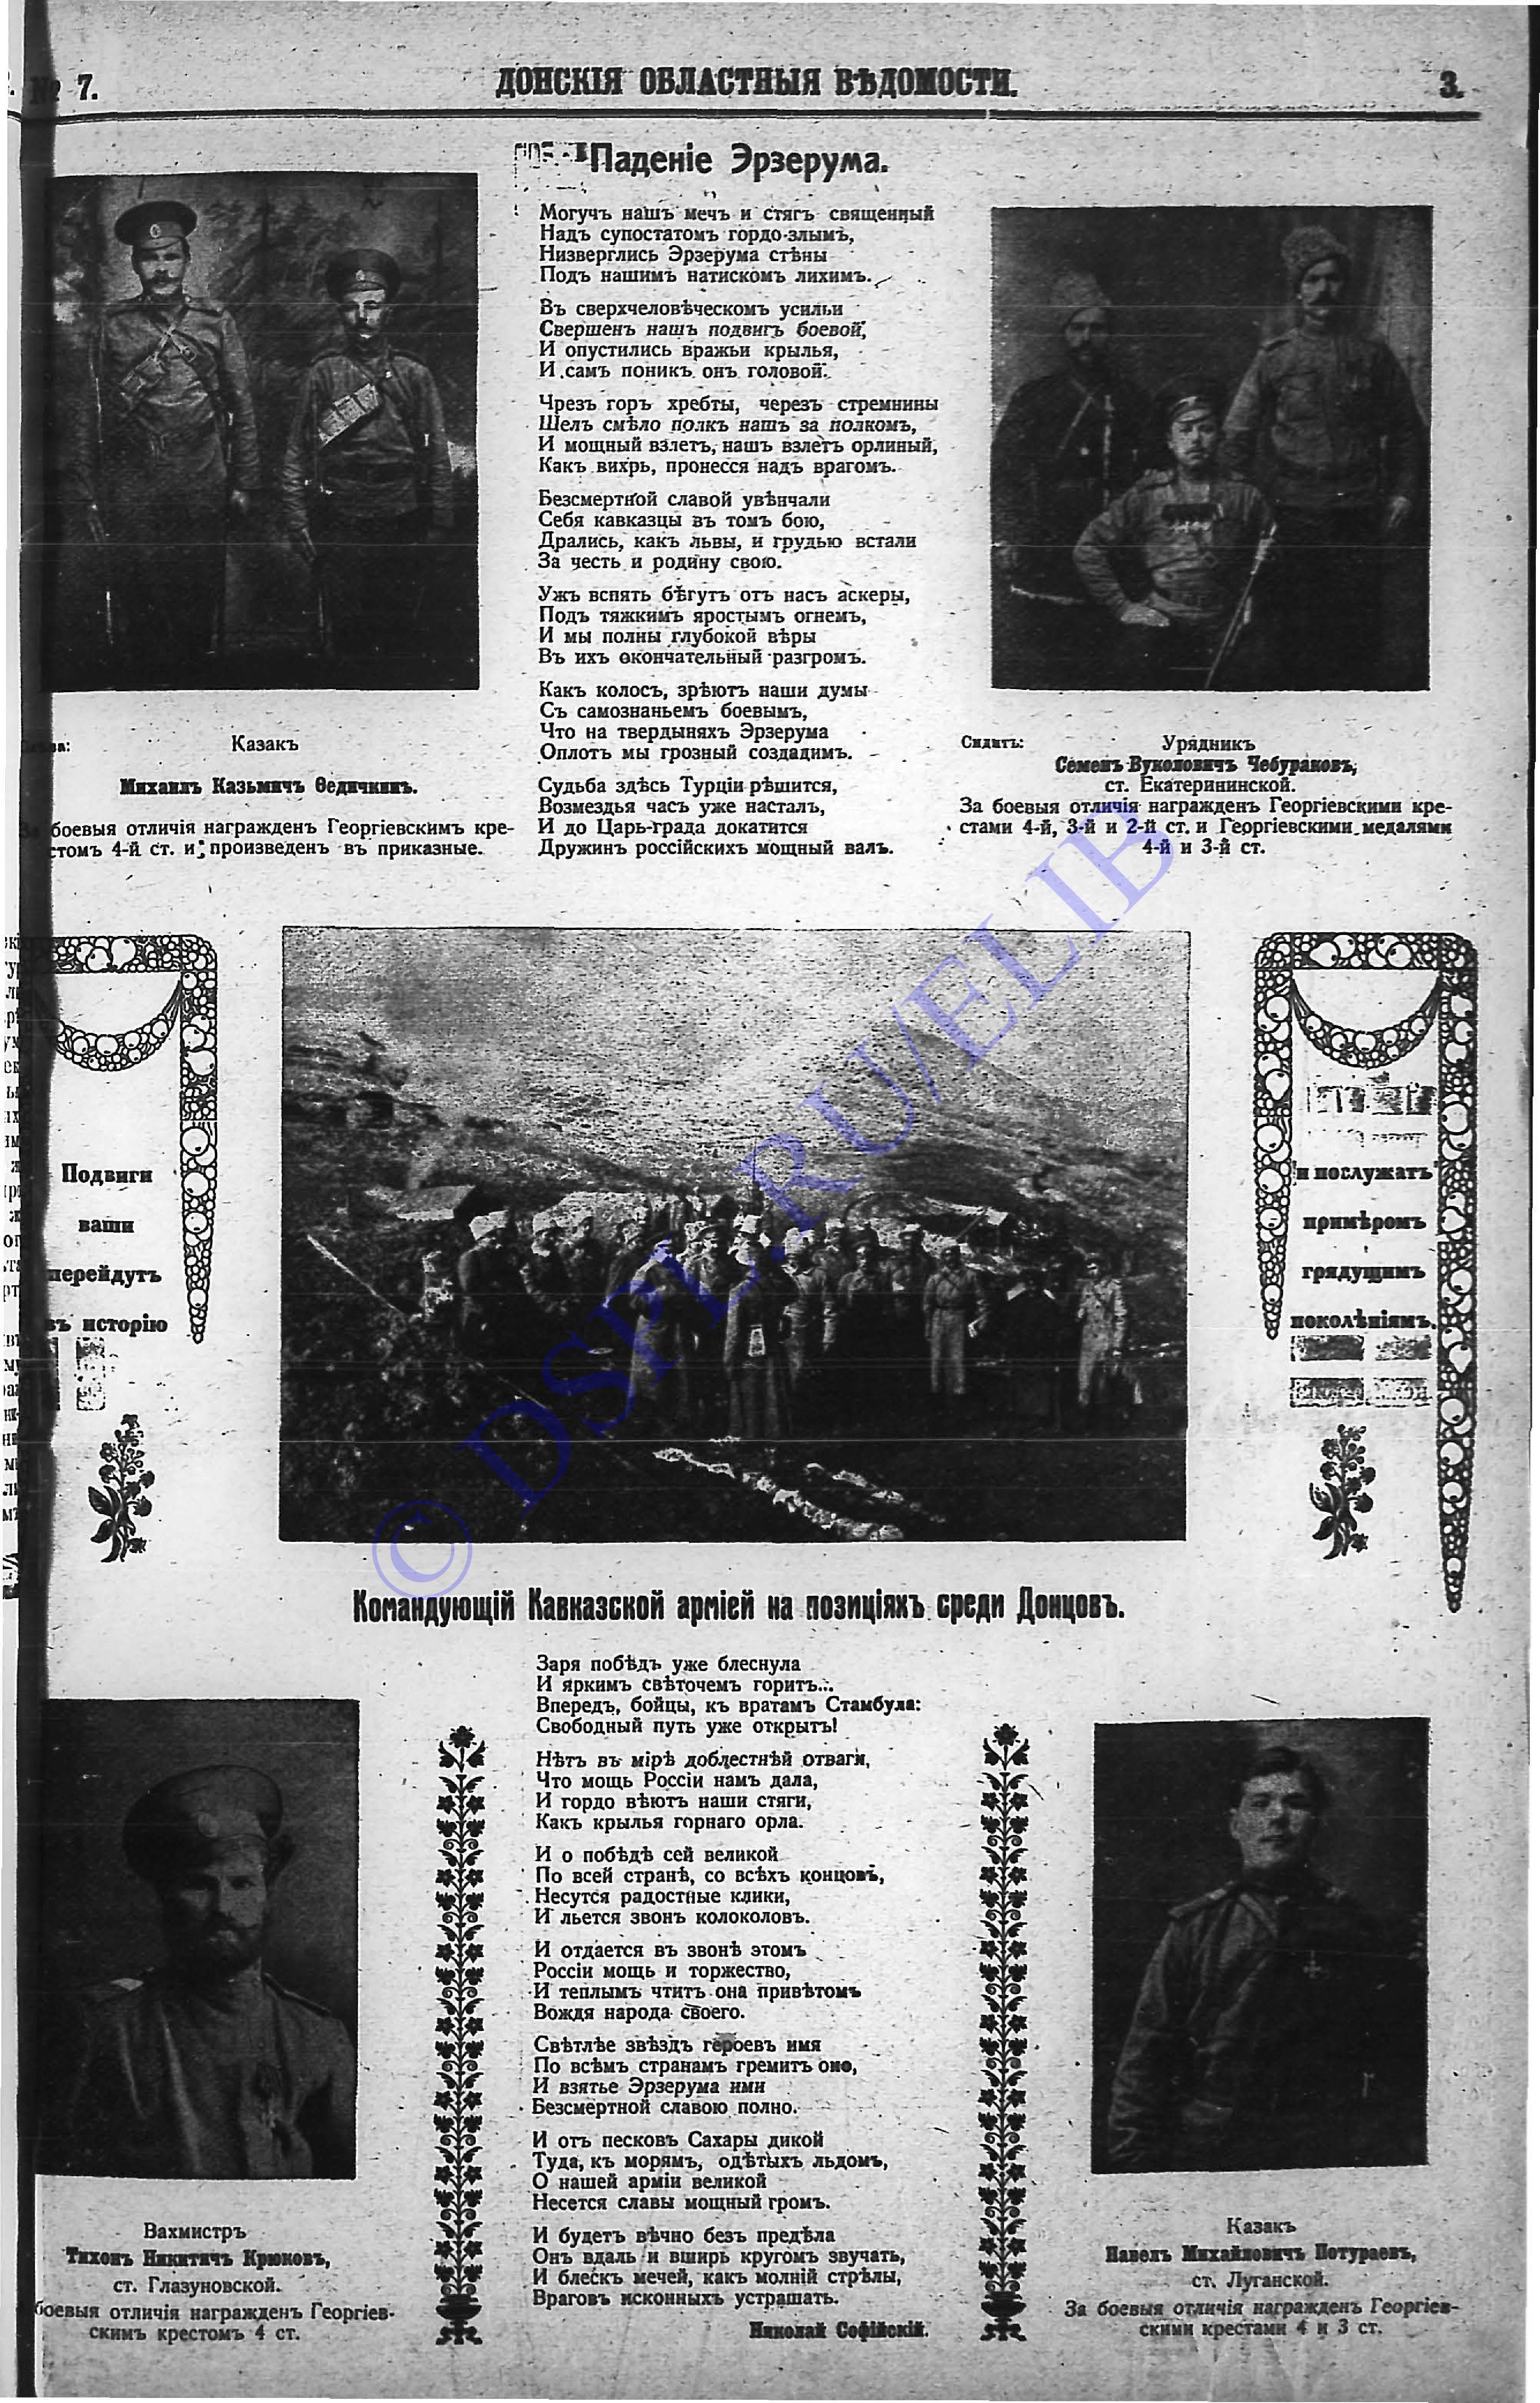 № 7.
ДОНСКІЯ ОБЛАСТНЫЯ ВѢДОМОСТИ.
3.
Паденіе Эрзерума.
Могучъ нашъ мечъ и стягъ священный
Надъ супостатомъ гордо-злымъ,
Низверглись Эрзерума стѣны
Подъ нашимъ натискомъ лихимъ.
Въ сверхчеловѣческомъ усильи
Свершенъ нашъ подвигъ боевой,
И опустились вражьи крылья,
И самъ поникъ онъ головой.
Чрезъ горъ хребты, черезъ стремнины
Шелъ смѣло полкъ нашъ за полкомъ,
И мощный взлетъ, нашъ взлетъ орлиный,
Какъ вихрь, пронесся надъ врагомъ.
Безсмертной славой увѣнчали
Себя кавказцы въ томъ бою,
Дрались, какъ львы, и грудью встали
За честь и родину свою.
Ужъ вспять бѣгутъ отъ насъ аскеры,
Подъ тяжкимъ яростымъ огнемъ,
И мы полны глубокой вѣры
Въ ихъ окончательный разгромъ.
Какъ колосъ, зрѣютъ наши думы
Съ самознаньемъ боевымъ,
Что на твердыняхъ Эрзерума
Оплотъ мы грозный создадимъ.
Судьба здѣсь Турціи рѣшится,
Возмездья часъ уже насталъ,
И до Царь-града докатится
Дружинъ россійскихъ мощный валъ.
Казакъ
Михаилъ Казьмичъ Ѳедичкинъ.
боевыя отличія награжденъ Георгіевскимъ кре-
стомъ 4-й ст. и произведенъ въ приказные.
Сидитъ: Урядникъ
Семенъ Вуколовичъ Чебураковъ,
ст. Екатерининской.
За боевыя отличія награжденъ Георгіевскими кре-
стами 4-й, 3-й и 2-й ст. и Георгіевскими медалями
4-й и 3-й ст.
Подвиги
ваши
перейдутъ
въ исторію
и послужатъ
примѣромъ
грядущимъ
поколѣніямъ.
© DSPL.RU/ELIB
Командующій Кавказской арміей на позиціяхъ среди Донцовъ.
Заря побѣдъ уже блеснула
И яркимъ свѣточемъ горитъ...
Впередъ, бойцы, къ вратамъ Стамбула:
Свободный путь уже открытъ!
Нѣтъ въ мірѣ доблестнѣй отваги,
Что мощь Россіи намъ дала,
И гордо вѣютъ наши стяги,
Какъ крылья горнаго орла.
И о побѣдѣ сей великой
По всей странѣ, со всѣхъ концовъ,
Несутся радостные клики,
И льется звонъ колоколовъ.
И отдается въ звонѣ этомъ
Россіи мощь и торжество,
И теплымъ чтитъ она привѣтомъ
Вождя народа своего.
Свѣтлѣе звѣздъ героевъ имя
По всѣмъ странамъ гремитъ оно,
И взятье Эрзерума ими
Безсмертной славою полно.
И отъ песковъ Сахары дикой
Туда, къ морямъ, одѣтыхъ льдомъ,
О нашей арміи великой
Несется славы мощный громъ.
И будетъ вѣчно безъ предѣла
Онъ вдаль и вширь кругомъ звучать,
И блескъ мечей, какъ молній стрѣлы,
Враговъ исконныхъ устрашать.
Николай Софійскій.
Вахмистръ
Тихонъ Никитичъ Крюковъ,
ст. Глазуновской.
боевыя отличія награжденъ Георгіев-
скимъ крестомъ 4 ст.
Казакъ
Павелъ Михайловичъ Потураевъ,
ст. Луганской.
За боевыя отличія награжденъ Георгіев-
скими крестами 4 и 3 ст.